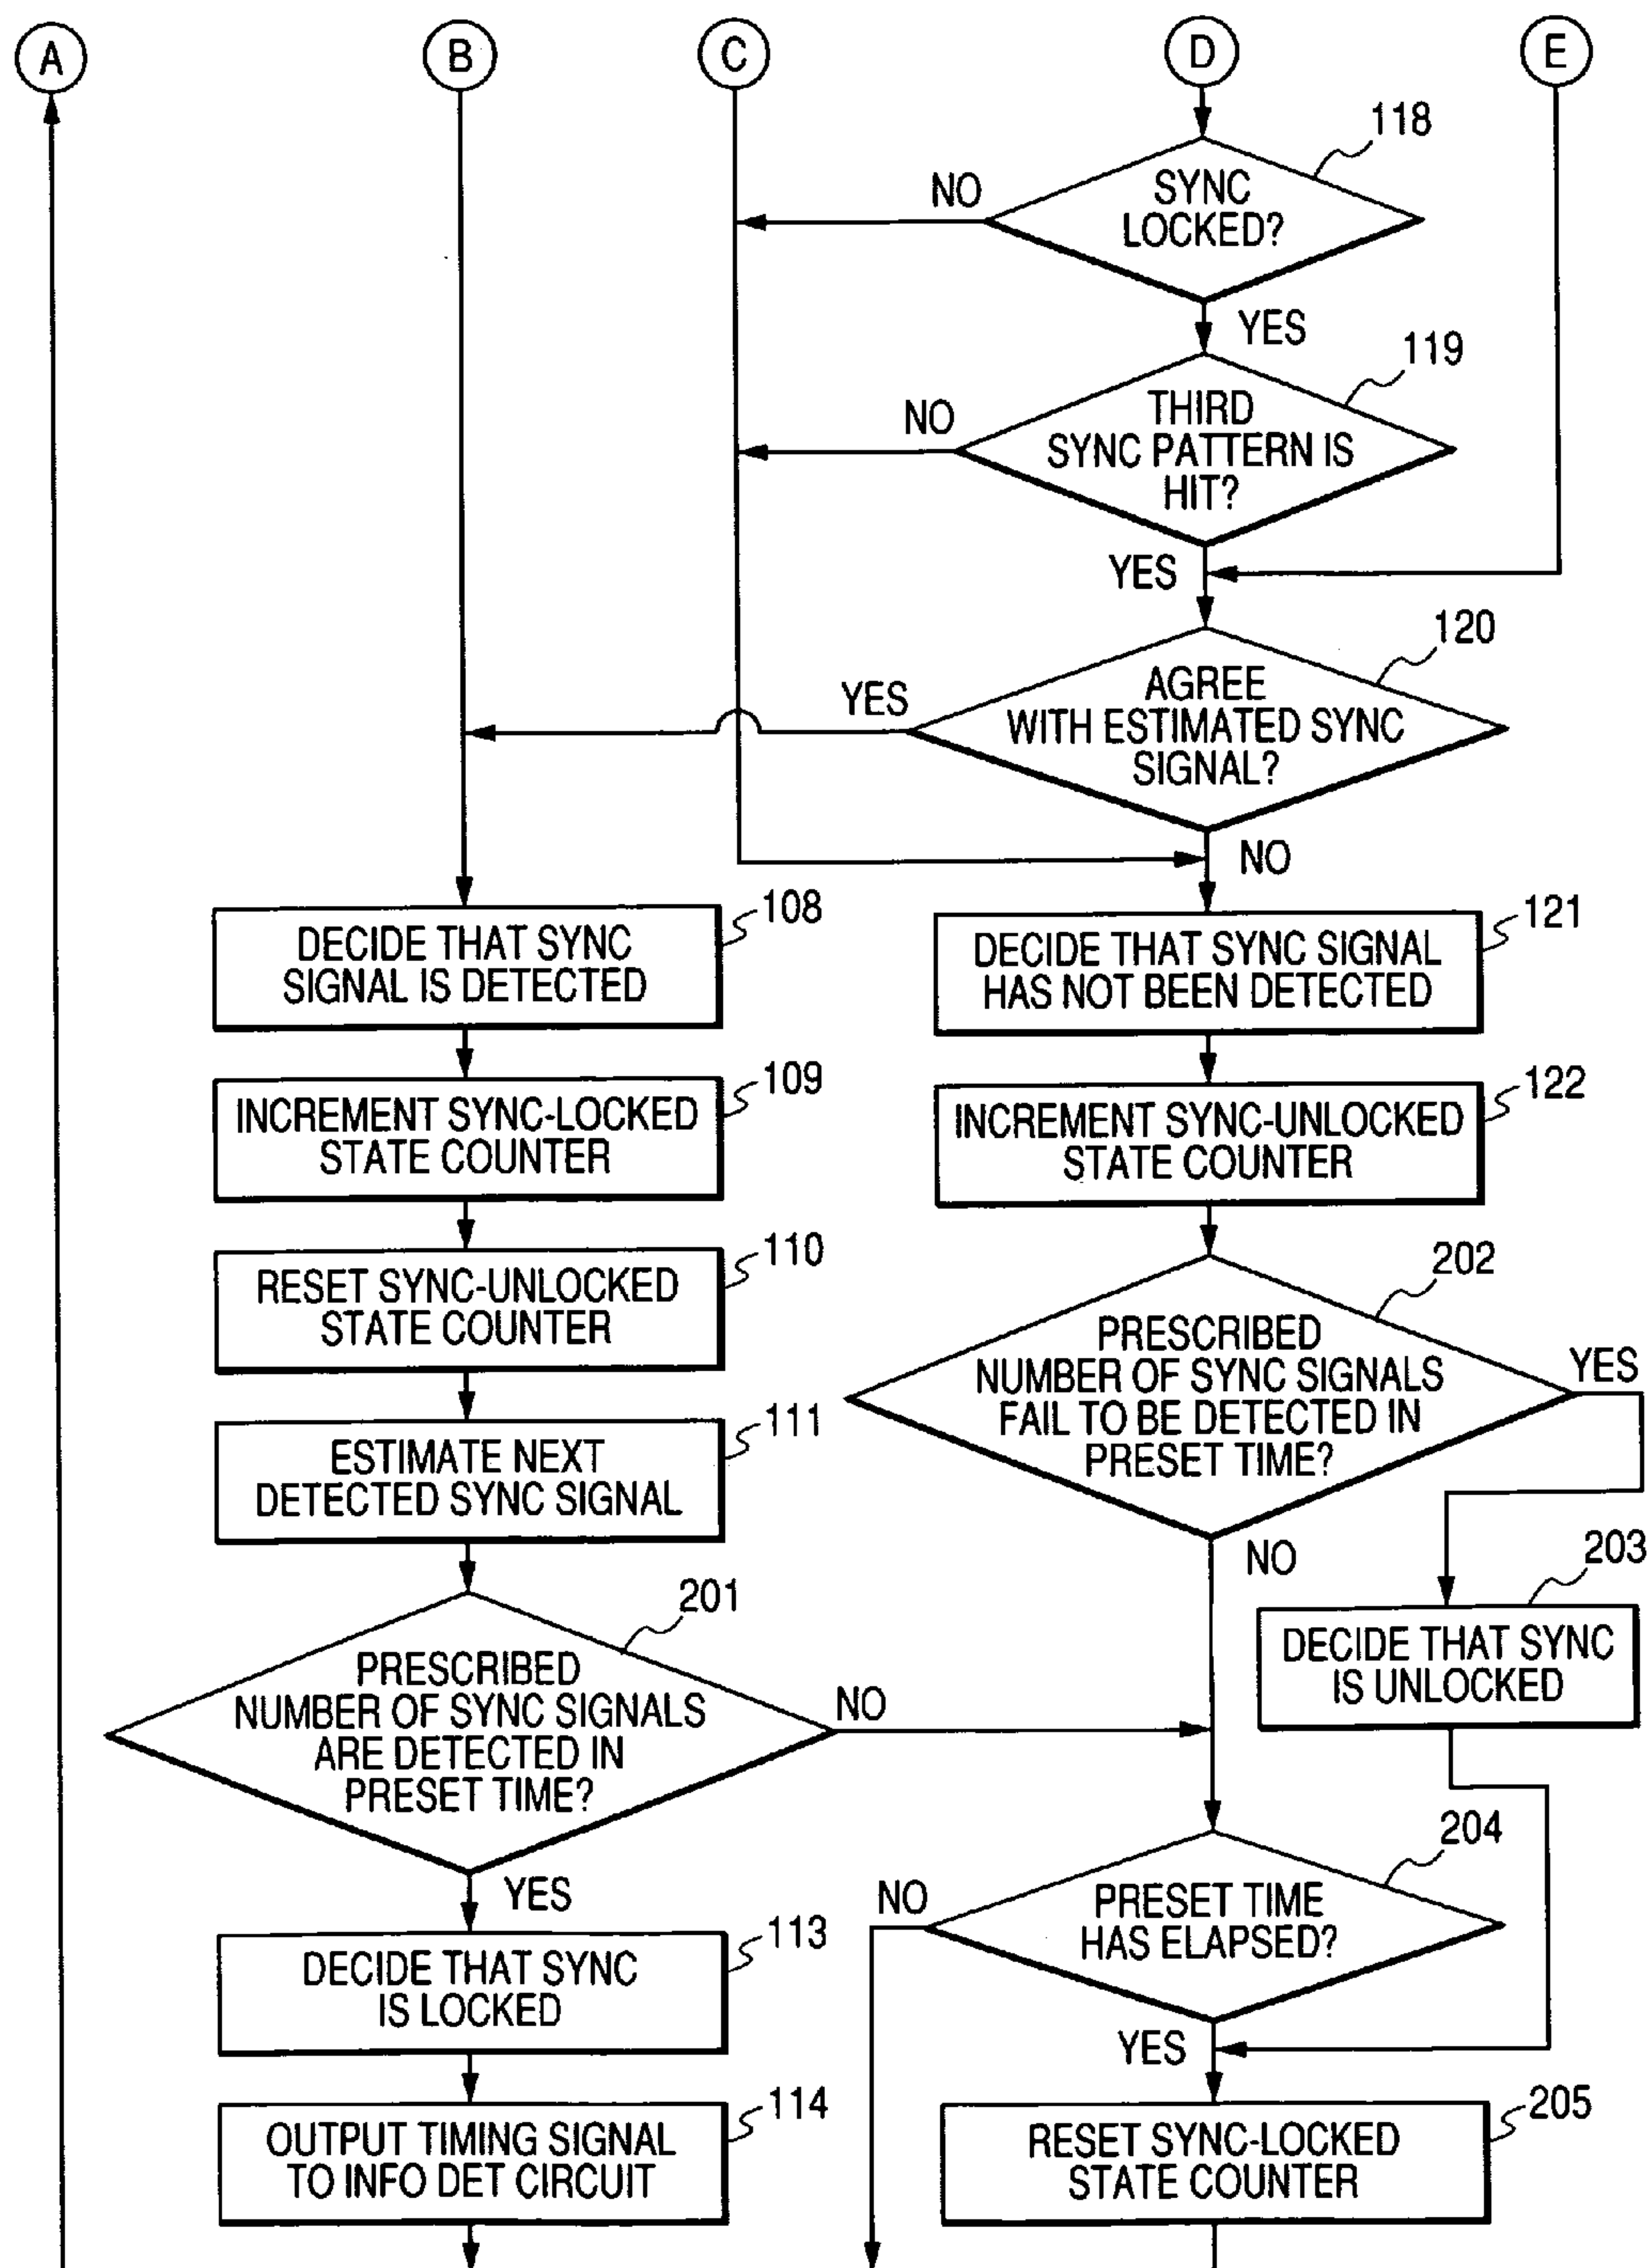 A
B
C
D
E
118
SYNC
LOCKED?
NO
YES
119
THIRD
SYNC PATTERN IS
HIT?
NO
YES
120
AGREE
WITH ESTIMATED SYNC
SIGNAL?
YES
NO
108
DECIDE THAT SYNC
SIGNAL IS DETECTED
121
DECIDE THAT SYNC SIGNAL
HAS NOT BEEN DETECTED
109
INCREMENT SYNC-LOCKED
STATE COUNTER
122
INCREMENT SYNC-UNLOCKED
STATE COUNTER
110
RESET SYNC-UNLOCKED
STATE COUNTER
202
PRESCRIBED
NUMBER OF SYNC SIGNALS
FAIL TO BE DETECTED IN
PRESET TIME?
YES
NO
111
ESTIMATE NEXT
DETECTED SYNC SIGNAL
203
DECIDE THAT SYNC
IS UNLOCKED
201
PRESCRIBED
NUMBER OF SYNC SIGNALS
ARE DETECTED IN
PRESET TIME?
NO
YES
204
PRESET TIME
HAS ELAPSED?
NO
YES
113
DECIDE THAT SYNC
IS LOCKED
114
OUTPUT TIMING SIGNAL
TO INFO DET CIRCUIT
205
RESET SYNC-LOCKED
STATE COUNTER